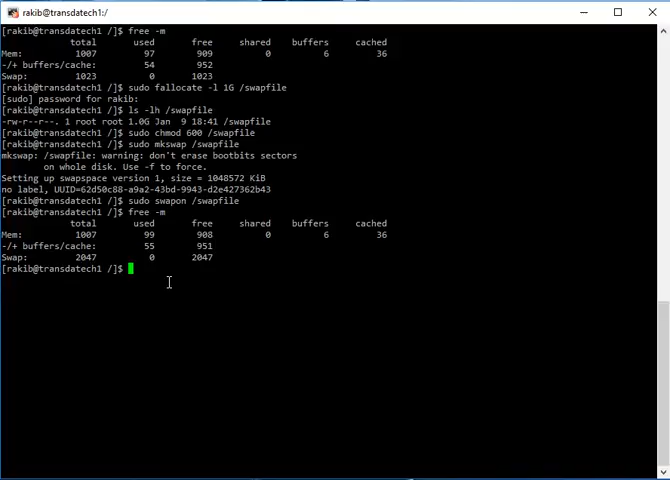 rakib@transdatech1:/
[rakib@transdatech1 /]$ free -m
total used free shared buffers cached
Mem: 1007 97 909 0 6 36
-/+ buffers/cache: 54 952
Swap: 1023 0 1023
[rakib@transdatech1 /]$ sudo fallocate -l 1G /swapfile
[sudo] password for rakib:
[rakib@transdatech1 /]$ ls -lh /swapfile
-rw-r--r--. 1 root root 1.0G Jan 9 18:41 /swapfile
[rakib@transdatech1 /]$ sudo chmod 600 /swapfile
[rakib@transdatech1 /]$ sudo mkswap /swapfile
mkswap: /swapfile: warning: don't erase bootbits sectors
on whole disk. Use -f to force.
Setting up swapspace version 1, size = 1048572 KiB
no label, UUID=62d50c88-a9a2-43bd-9943-d2e427362b43
[rakib@transdatech1 /]$ sudo swapon /swapfile
[rakib@transdatech1 /]$ free -m
total used free shared buffers cached
Mem: 1007 99 908 0 6 36
-/+ buffers/cache: 55 951
Swap: 2047 0 2047
[rakib@transdatech1 /]$